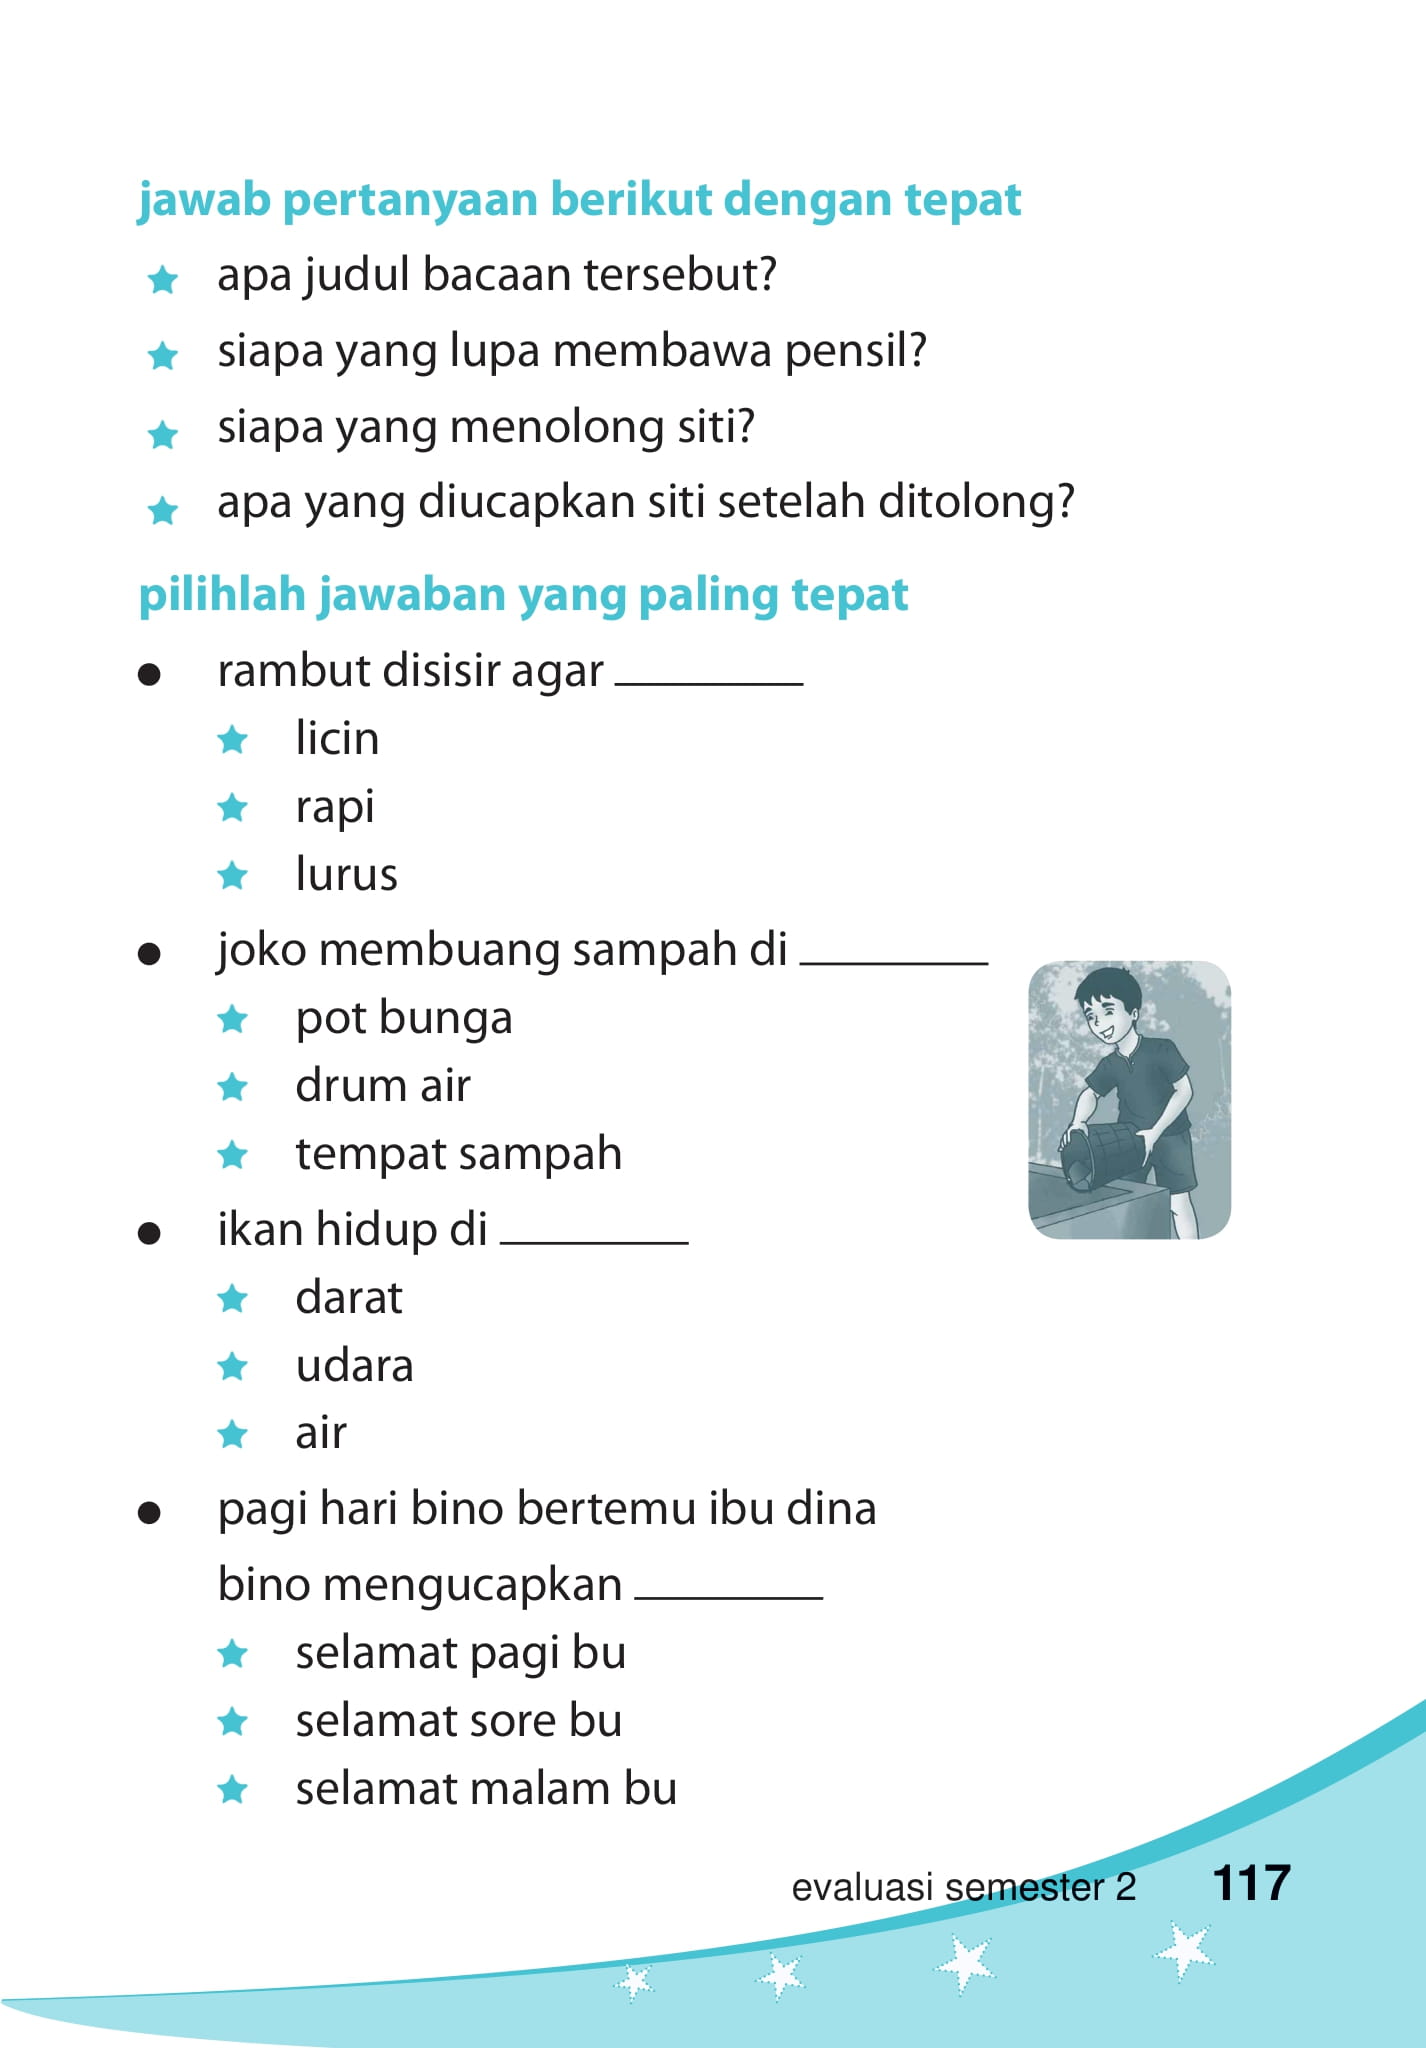 jawab pertanyaan berikut dengan tepat
apa judul bacaan tersebut?
siapa yang lupa membawa pensil?
siapa yang menolong siti?
apa yang diucapkan siti setelah ditolong?
pilihlah jawaban yang paling tepat
● rambut disisir agar ________
licin
rapi
lurus
● joko membuang sampah di ________
pot bunga
drum air
tempat sampah
● ikan hidup di ________
darat
udara
air
● pagi hari bino bertemu ibu dina
bino mengucapkan ________
selamat pagi bu
selamat sore bu
selamat malam bu
evaluasi semester 2 117